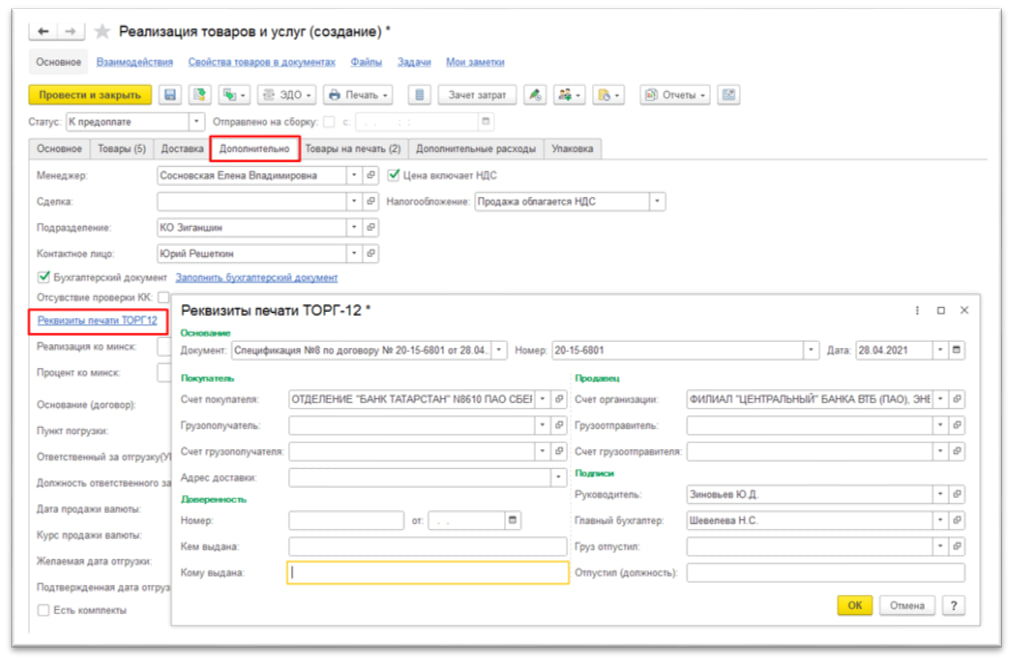 Реализация товаров и услуг (создание) *
Основное Взаимодействия Свойства товаров в документах Файлы Задачи Мои заметки
Провести и закрыть ЭДО Печать Зачет затрат Отчеты
Статус: К предоплате Отправлено на сборку: с: . . : :
Основное Товары (5) Доставка Дополнительно Товары на печать (2) Дополнительные расходы Упаковка
Менеджер: Сосновская Елена Владимировна Цена включает НДС
Сделка: Налогообложение: Продажа облагается НДС
Подразделение: КО Зиганшин
Контактное лицо: Юрий Решеткин
Бухгалтерский документ Заполнить бухгалтерский документ
Отсувствие проверки КК:
Реквизиты печати ТОРГ12
Реализация ко минск:
Процент ко минск:
Основание (договор):
Пункт погрузки:
Ответственный за отгрузку(У
Должность ответственного за
Дата продажи валюты:
Курс продажи валюты:
Желаемая дата отгрузки:
Подтвержденная дата отгруз
Есть комплекты
Реквизиты печати ТОРГ-12 *
Основание
Документ: Спецификация №8 по договору № 20-15-6801 от 28.04.. Номер: 20-15-6801 Дата: 28.04.2021
Покупатель Продавец
Счет покупателя: ОТДЕЛЕНИЕ "БАНК ТАТАРСТАН" N8610 ПАО СБЕР Счет организации: ФИЛИАЛ "ЦЕНТРАЛЬНЫЙ" БАНКА ВТБ (ПАО), ЭНЕ
Грузополучатель: Грузоотправитель:
Счет грузополучателя: Счет грузоотправителя:
Адрес доставки: Подписи
Доверенность Руководитель: Зиновьев Ю.Д.
Номер: от: . . Главный бухгалтер: Шевелева Н.С.
Кем выдана: Груз отпустил:
Кому выдана: Отпустил (должность):
ОК Отмена ?